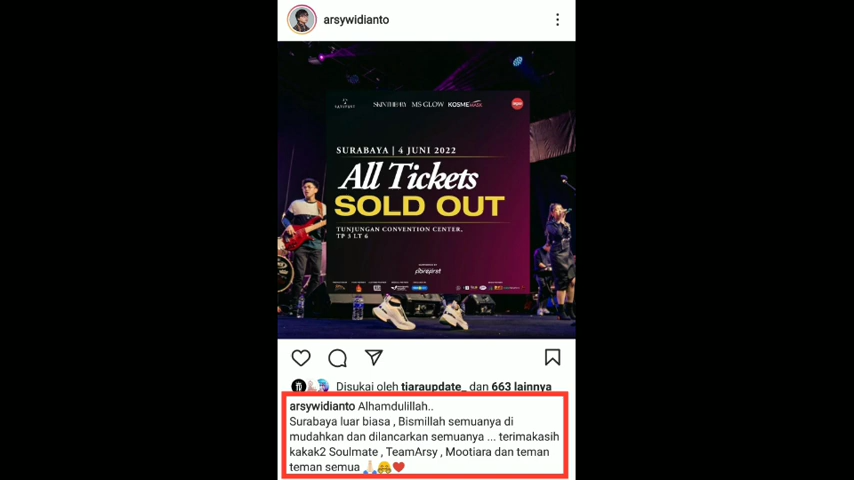 arsywidianto
SKINTHERAPY MS GLOW KOSME
SURABAYA | 4 JUNI 2022
All Tickets
SOLD OUT
TUNJUNGAN CONVENTION CENTER,
TP 3 LT 6
Disukai oleh tiaraupdate_ dan 663 lainnya
arsywidianto Alhamdulillah..
Surabaya luar biasa , Bismillah semuanya di
mudahkan dan dilancarkan semuanya ... terimakasih
kakak2 Soulmate , TeamArsy , Mootiara dan teman
teman semua 🙏🏻🤗❤️